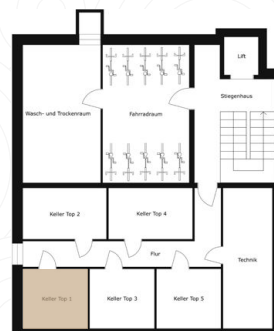 Lift
Stiegenhaus
Wasch- und Trockenraum
Fahrradraum
Keller Top 2
Keller Top 4
Flur
Technik
Keller Top 1
Keller Top 3
Keller Top 5